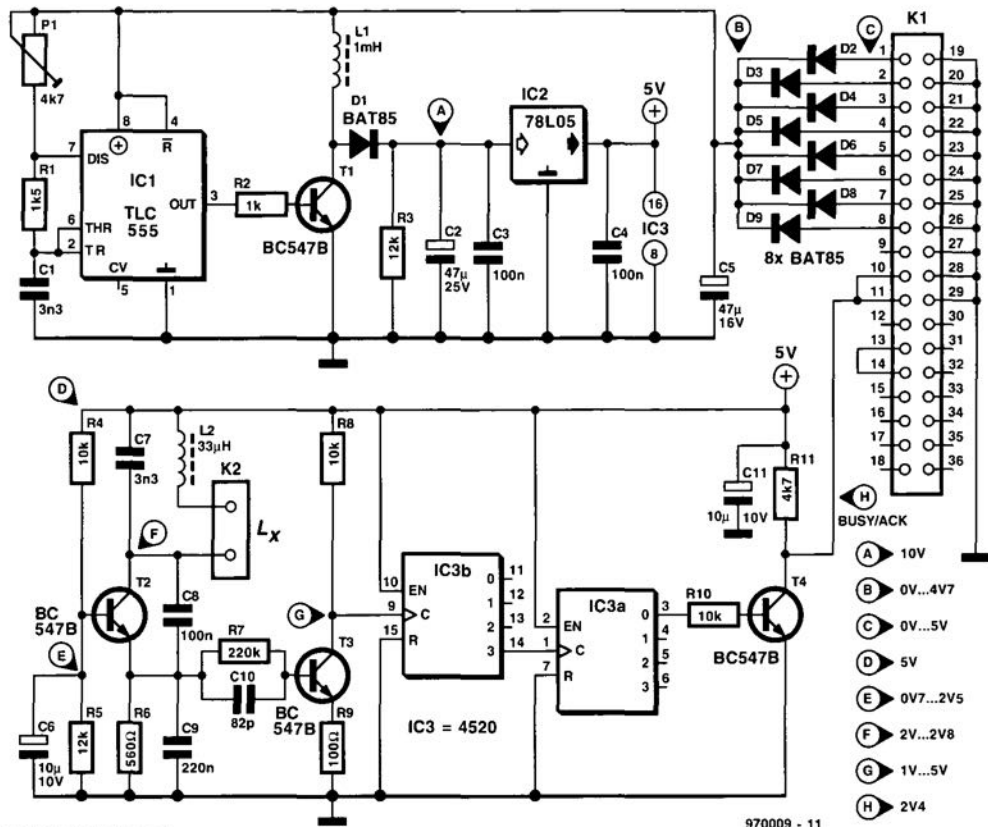 P1
4k7
L1
1mH
B
C
K1
8
4
7
DIS
R
R1
1k5
IC1
TLC
555
OUT
3
6
THR
2
TR
CV
5
1
C1
3n3
R2
1k
D1
BAT85
T1
BC547B
A
R3
12k
C2
47µ
25V
C3
100n
IC2
78L05
5V
16
IC3
8
C4
100n
C5
47µ
16V
D2
D3
D4
D5
D6
D7
D8
D9
8x BAT85
1
2
3
4
5
6
7
8
9
10
11
12
13
14
15
16
17
18
19
20
21
22
23
24
25
26
27
28
29
30
31
32
33
34
35
36
D
R4
10k
C7
3n3
L2
33µH
K2
LX
F
T2
BC
547B
E
C6
10µ
10V
R5
12k
R6
560Ω
C8
100n
C9
220n
R7
220k
C10
82p
R8
10k
G
T3
BC
547B
R9
100Ω
10
EN
9
C
15
R
IC3b
0
11
1
12
2
13
3
14
IC3 = 4520
2
EN
1
C
7
R
IC3a
0
3
1
4
2
5
3
6
R10
10k
T4
BC547B
5V
C11
10µ
10V
R11
4k7
H
BUSY/ACK
A 10V
B 0V...4V7
C 0V...5V
D 5V
E 0V7...2V5
F 2V...2V8
G 1V...5V
H 2V4
970009 - 11